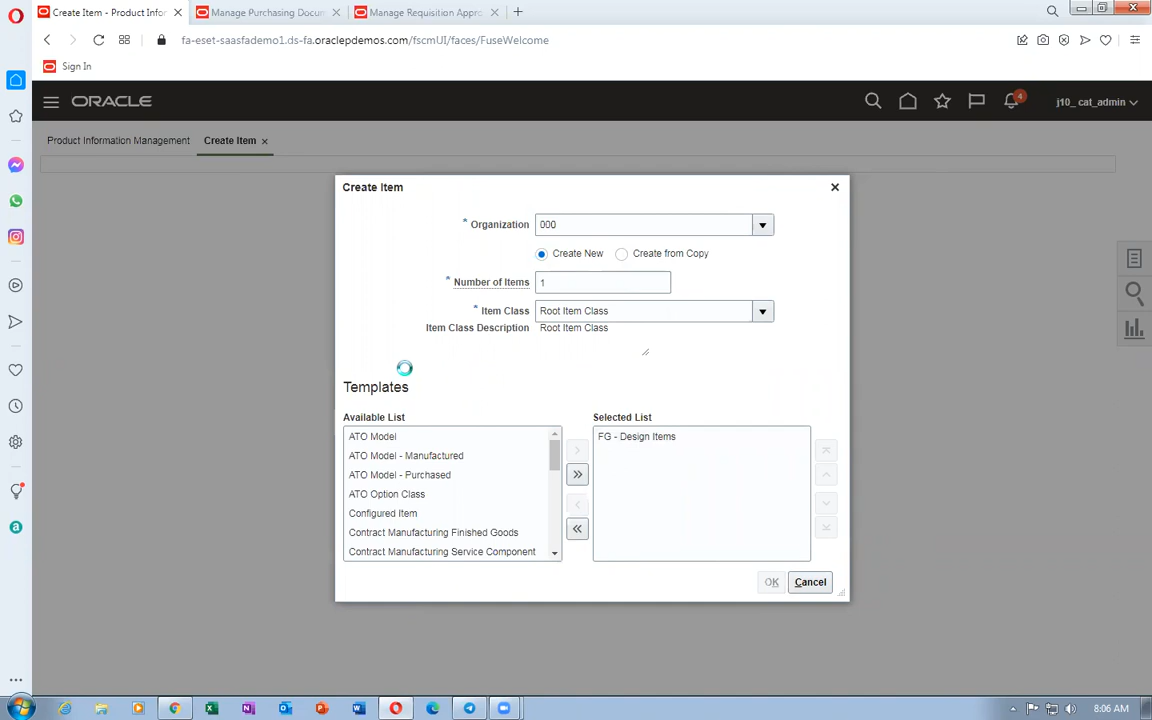 Create Item - Product Infor
Manage Purchasing Docum
Manage Requisition Appro
fa-eset-saasfademo1.ds-fa.oraclepdemos.com/fscmUI/faces/FuseWelcome
Sign In
ORACLE
4
j10_ cat_admin
Product Information Management
Create Item
Create Item
* Organization
000
Create New
Create from Copy
* Number of Items
1
* Item Class
Root Item Class
Item Class Description
Root Item Class
Templates
Available List
Selected List
ATO Model
ATO Model - Manufactured
ATO Model - Purchased
ATO Option Class
Configured Item
Contract Manufacturing Finished Goods
Contract Manufacturing Service Component
FG - Design Items
OK
Cancel
8:06 AM